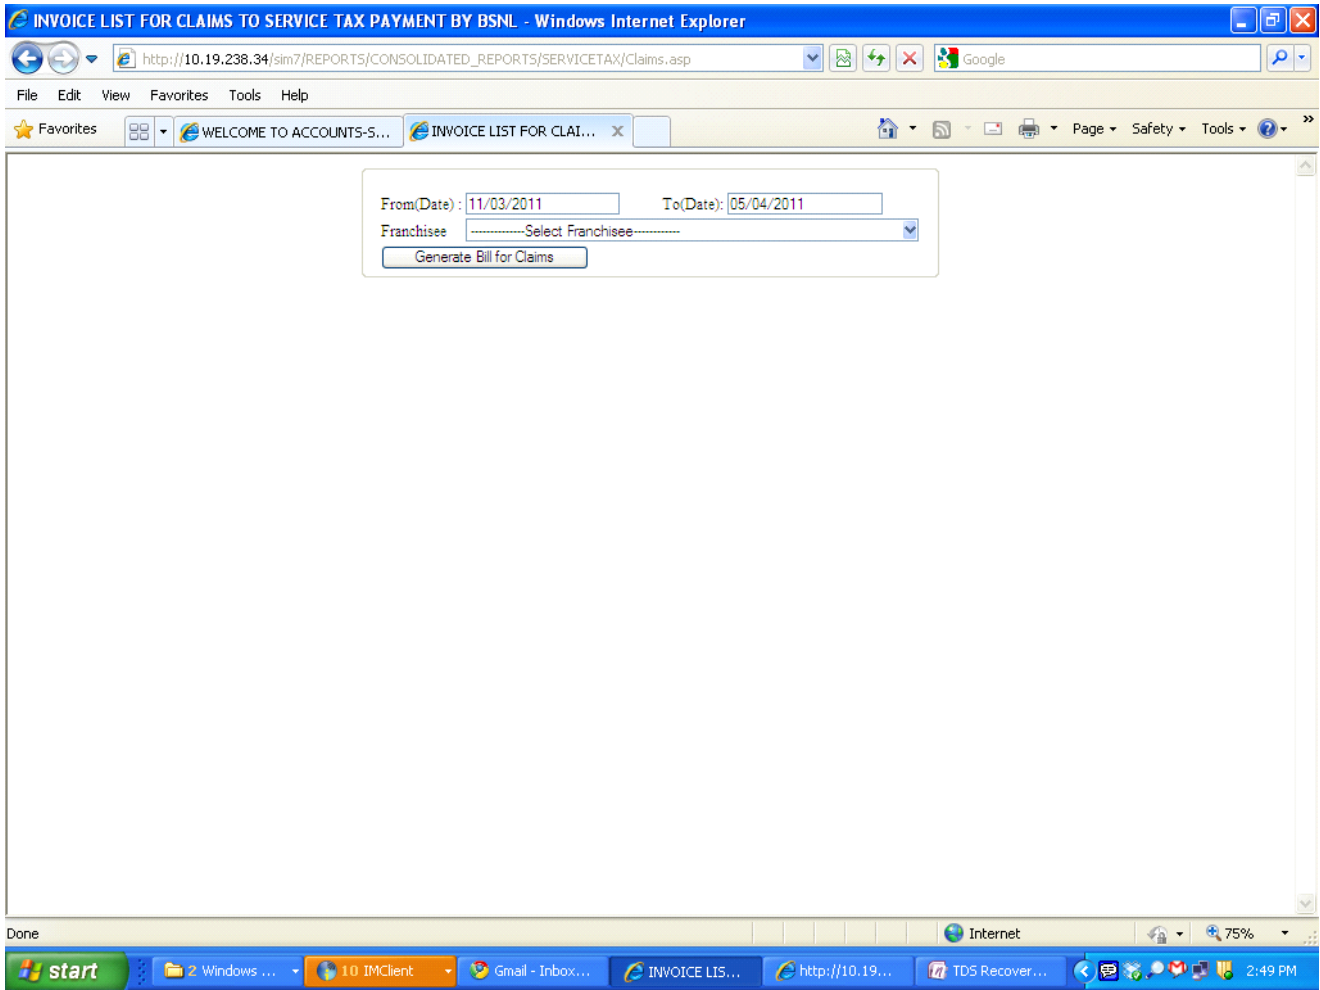 INVOICE LIST FOR CLAIMS TO SERVICE TAX PAYMENT BY BSNL - Windows Internet Explorer
http://10.19.238.34/sim7/REPORTS/CONSOLIDATED_REPORTS/SERVICETAX/Claims.asp Google
File Edit View Favorites Tools Help
Favorites WELCOME TO ACCOUNTS-S... INVOICE LIST FOR CLAI... Page Safety Tools »
From(Date) : 11/03/2011 To(Date): 05/04/2011
Franchisee -------------Select Franchisee-----------
Generate Bill for Claims
Done Internet 75%
start 2 Windows ... 10 IMClient Gmail - Inbox... INVOICE LIS... http://10.19... TDS Recover... 2:49 PM